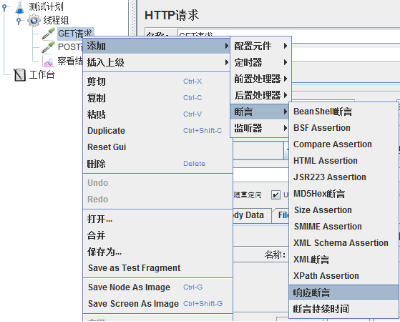 测试计划
线程组
GET请求
POST
察看结
工作台
HTTP请求
名称:
GET请求
添加
插入上级
剪切 Ctrl-X
复制 Ctrl-C
粘贴 Ctrl-V
Duplicate Ctrl+Shift-C
Reset Gui
删除 Delete
Undo
Redo
打开...
合并
保存为...
Save as Test Fragment
Save Node As Image Ctrl-G
Save Screen As Image Ctrl+Shift-G
配置元件
定时器
前置处理器
后置处理器
断言
监听器
BeanShell断言
BSF Assertion
Compare Assertion
HTML Assertion
JSR223 Assertion
MD5Hex断言
Size Assertion
SMIME Assertion
XML Schema Assertion
XML断言
XPath Assertion
响应断言
断言持续时间
重定向
ody Data
File
名称: